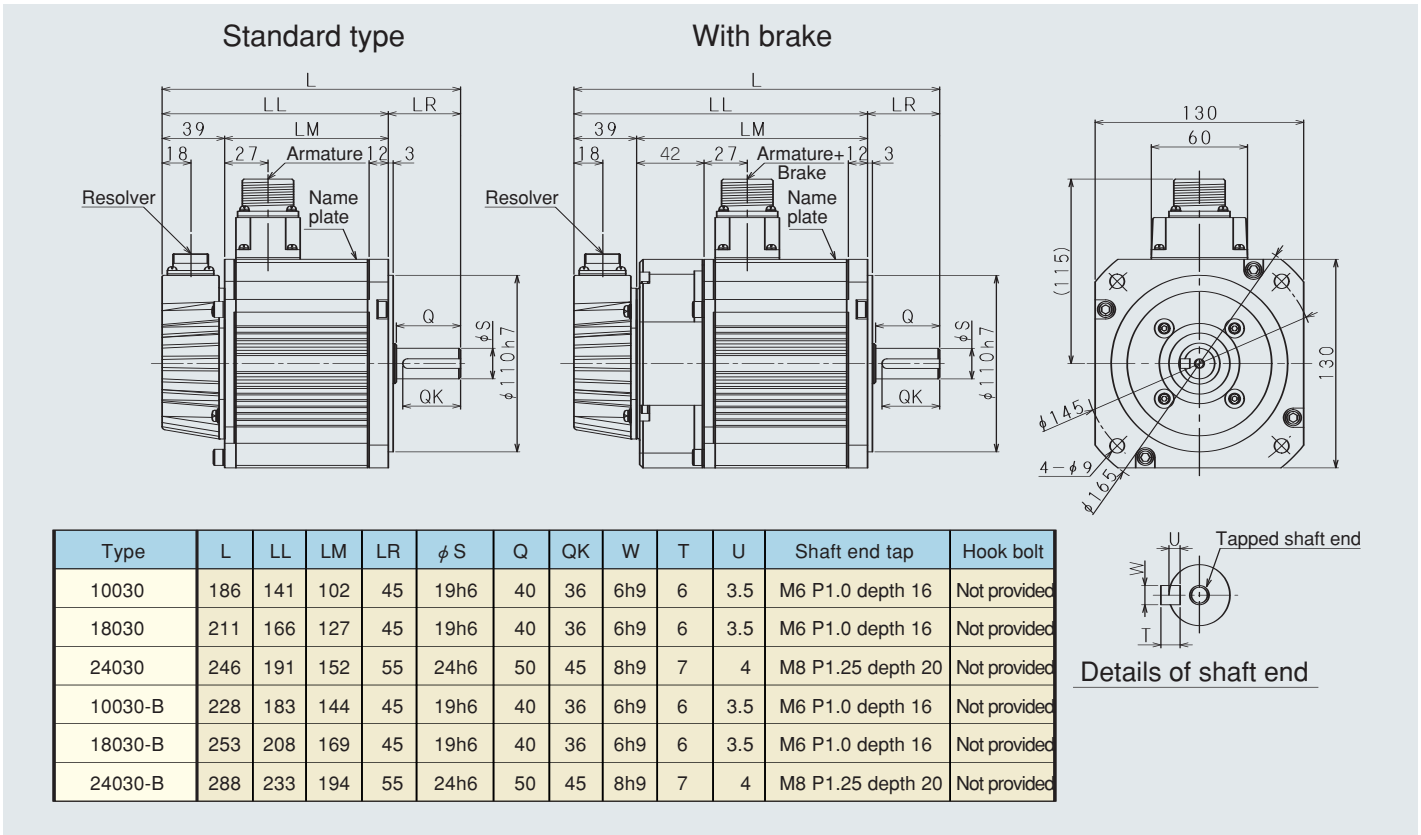 Standard type
With brake
L
LL
LR
39
LM
18
27
Armature
12
3
Resolver
Name
plate
Q
φS
φ110h7
QK
L
LL
LR
39
LM
18
42
27
Armature+
Brake
12
3
Resolver
Name
plate
Q
φS
φ110h7
QK
130
60
(115)
130
φ145
4-φ9
φ165
U
Tapped shaft end
W
T
Details of shaft end
Type L LL LM LR φ S Q QK W T U Shaft end tap Hook bolt
10030 186 141 102 45 19h6 40 36 6h9 6 3.5 M6 P1.0 depth 16 Not provided
18030 211 166 127 45 19h6 40 36 6h9 6 3.5 M6 P1.0 depth 16 Not provided
24030 246 191 152 55 24h6 50 45 8h9 7 4 M8 P1.25 depth 20 Not provided
10030-B 228 183 144 45 19h6 40 36 6h9 6 3.5 M6 P1.0 depth 16 Not provided
18030-B 253 208 169 45 19h6 40 36 6h9 6 3.5 M6 P1.0 depth 16 Not provided
24030-B 288 233 194 55 24h6 50 45 8h9 7 4 M8 P1.25 depth 20 Not provided